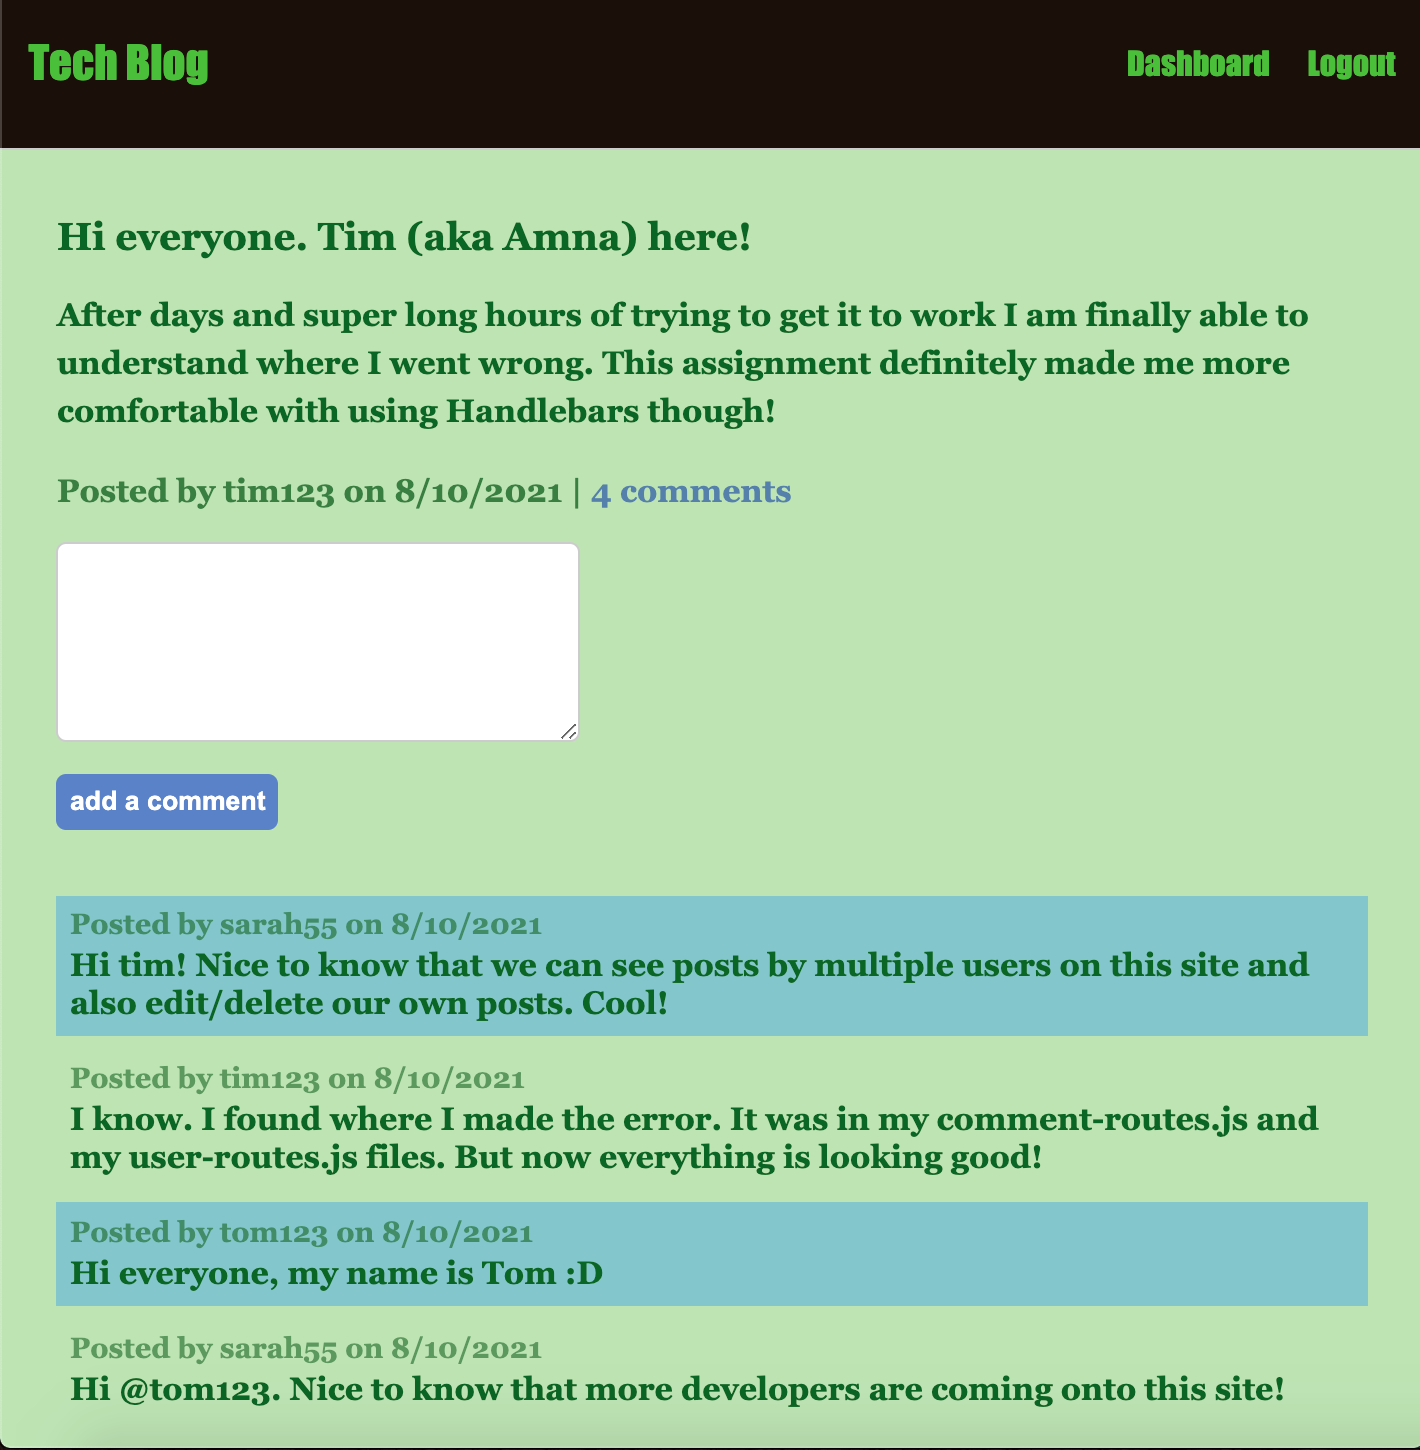 Tech Blog
Dashboard Logout
Hi everyone. Tim (aka Amna) here!
After days and super long hours of trying to get it to work I am finally able to
understand where I went wrong. This assignment definitely made me more
comfortable with using Handlebars though!
Posted by tim123 on 8/10/2021 | 4 comments
add a comment
Posted by sarah55 on 8/10/2021
Hi tim! Nice to know that we can see posts by multiple users on this site and
also edit/delete our own posts. Cool!
Posted by tim123 on 8/10/2021
I know. I found where I made the error. It was in my comment-routes.js and
my user-routes.js files. But now everything is looking good!
Posted by tom123 on 8/10/2021
Hi everyone, my name is Tom :D
Posted by sarah55 on 8/10/2021
Hi @tom123. Nice to know that more developers are coming onto this site!